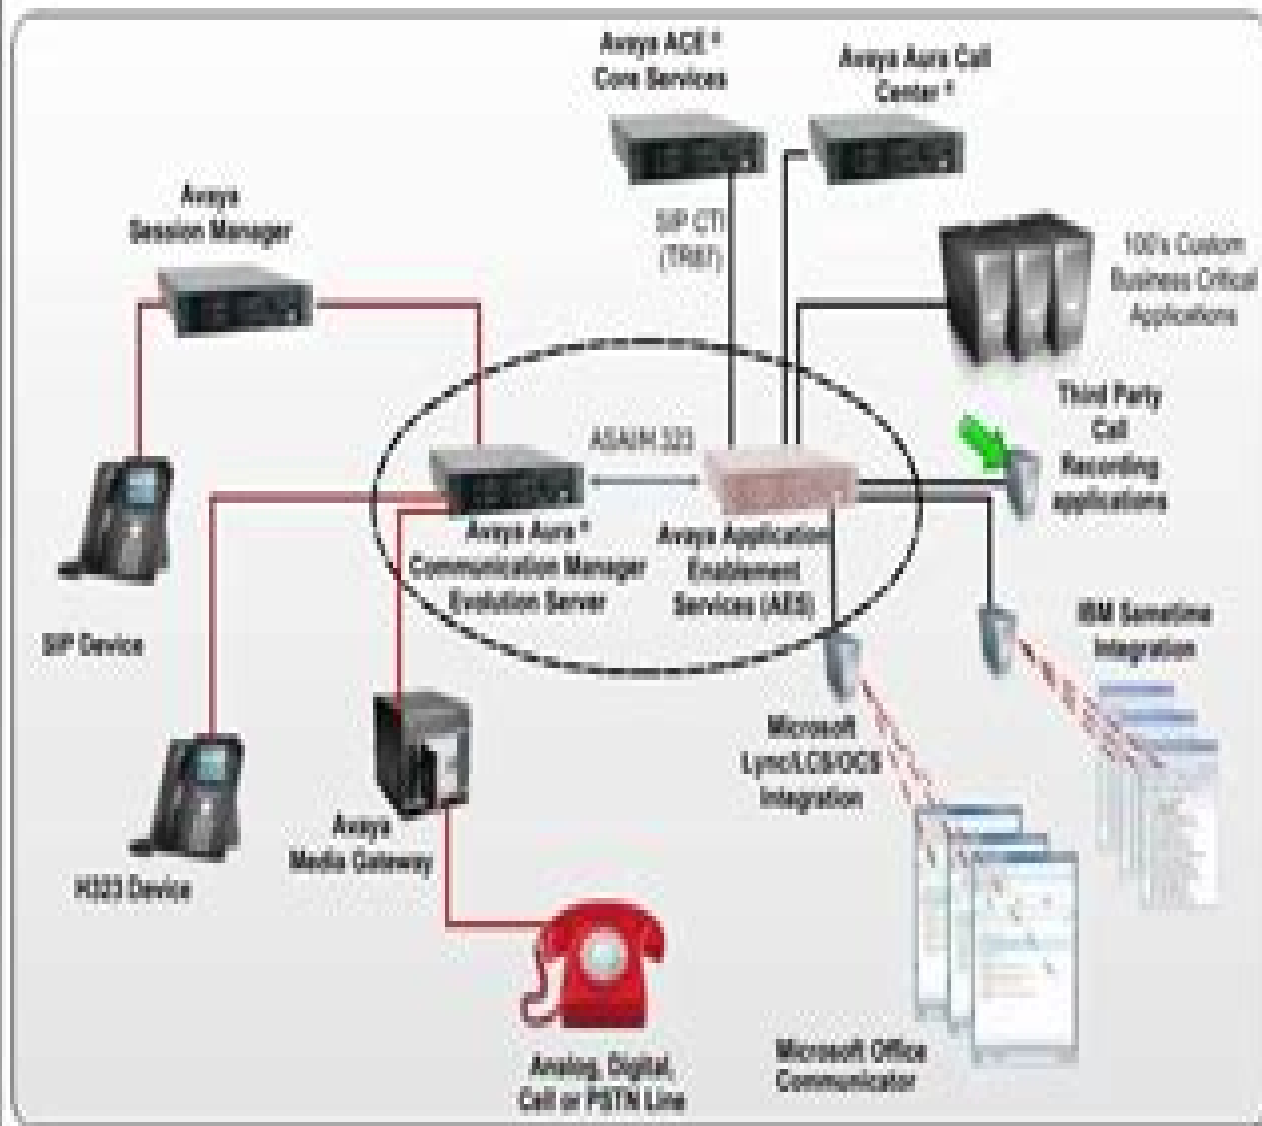 Avaya ACE ®
Core Services
Avaya Aura Call
Center ®
Avaya
Session Manager
SIP CTI
(TR87)
100's Custom
Business Critical
Applications
Third Party
Call
Recording
applications
Avaya Aura ®
Communication Manager
Evolution Server
Avaya Application
Enablement
Services (AES)
SIP Device
IBM Sametime
Integration
Microsoft
Lync/LCS/OCS
Integration
Avaya
Media Gateway
H323 Device
Microsoft Office
Communicator
Analog, Digital,
Cell or PSTN Line